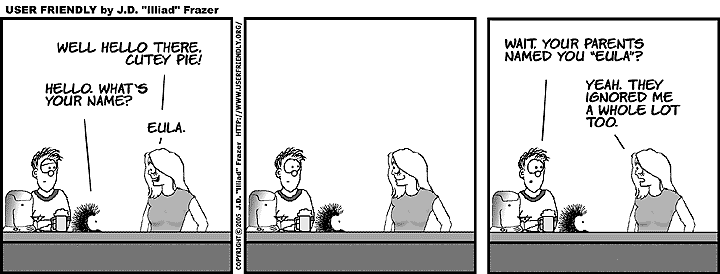 USER FRIENDLY by J.D. "Illiad" Frazer
WELL HELLO THERE,
CUTEY PIE!
HELLO. WHAT'S
YOUR NAME?
EULA.
COPYRIGHT © 2005 J.D. "Illiad" Frazer HTTP://WWW.USERFRIENDLY.ORG/
WAIT. YOUR PARENTS
NAMED YOU "EULA"?
YEAH. THEY
IGNORED ME
A WHOLE LOT
TOO.